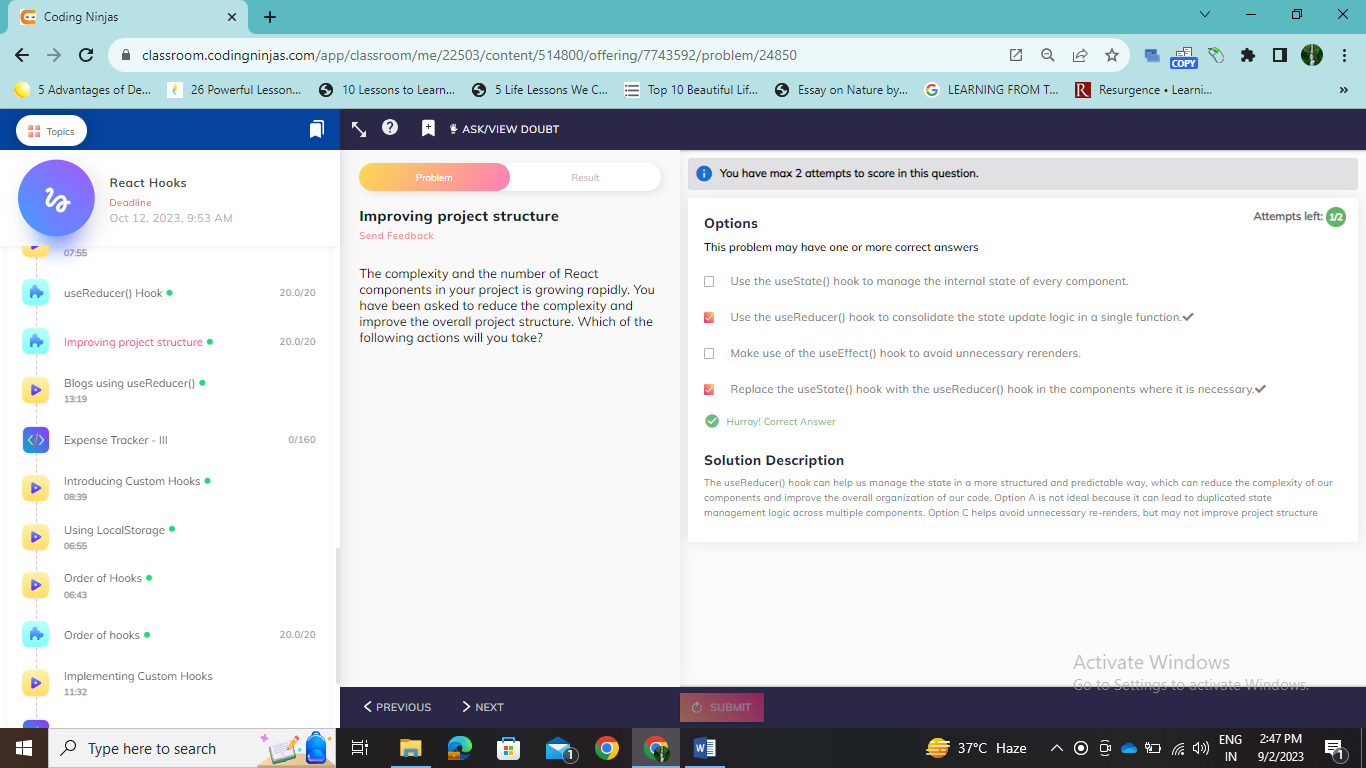 Coding Ninjas
classroom.codingninjas.com/app/classroom/me/22503/content/514800/offering/7743592/problem/24850
COPY
5 Advantages of De...
26 Powerful Lesson...
10 Lessons to Learn...
5 Life Lessons We C...
Top 10 Beautiful Lif...
Essay on Nature by...
LEARNING FROM T...
Resurgence • Learni...
Topics
React Hooks
Deadline
Oct 12, 2023, 9:53 AM
07:55
useReducer() Hook
20.0/20
Improving project structure
20.0/20
Blogs using useReducer()
13:19
Expense Tracker - III
0/160
Introducing Custom Hooks
08:39
Using LocalStorage
06:55
Order of Hooks
06:43
Order of hooks
20.0/20
Implementing Custom Hooks
11:32
ASK/VIEW DOUBT
Problem
Result
Improving project structure
Send Feedback
The complexity and the number of React
components in your project is growing rapidly. You
have been asked to reduce the complexity and
improve the overall project structure. Which of the
following actions will you take?
PREVIOUS
NEXT
You have max 2 attempts to score in this question.
Options
Attempts left: 1/2
This problem may have one or more correct answers
Use the useState() hook to manage the internal state of every component.
Use the useReducer() hook to consolidate the state update logic in a single function.
Make use of the useEffect() hook to avoid unnecessary rerenders.
Replace the useState() hook with the useReducer() hook in the components where it is necessary.
Hurray! Correct Answer
Solution Description
The useReducer() hook can help us manage the state in a more structured and predictable way, which can reduce the complexity of our
components and improve the overall organization of our code. Option A is not ideal because it can lead to duplicated state
management logic across multiple components. Option C helps avoid unnecessary re-renders, but may not improve project structure
Activate Windows
Go to Settings to activate Windows.
SUBMIT
Type here to search
1
37°C Haze
ENG
IN
2:47 PM
9/2/2023
1